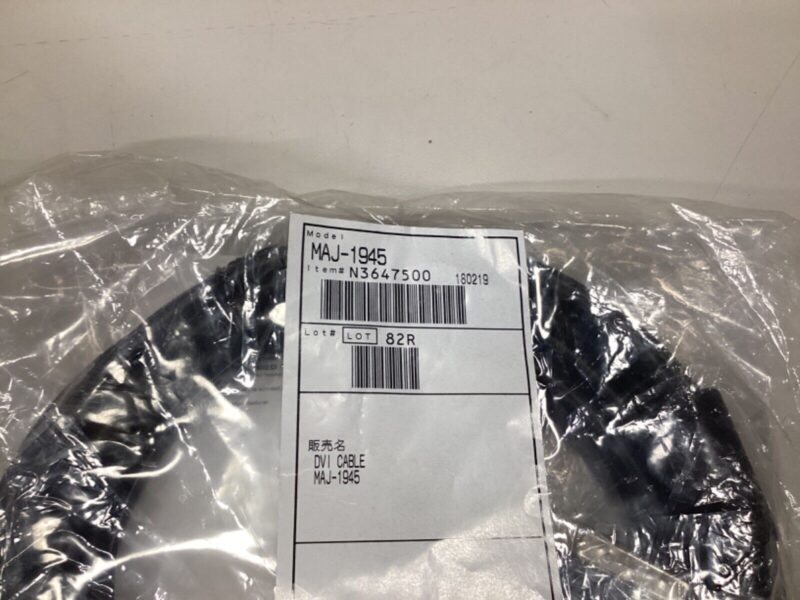 Model
MAJ-1945
Item# N3647500 180219
Lot# LOT 82R
販売名
DVI CABLE
MAJ-1945